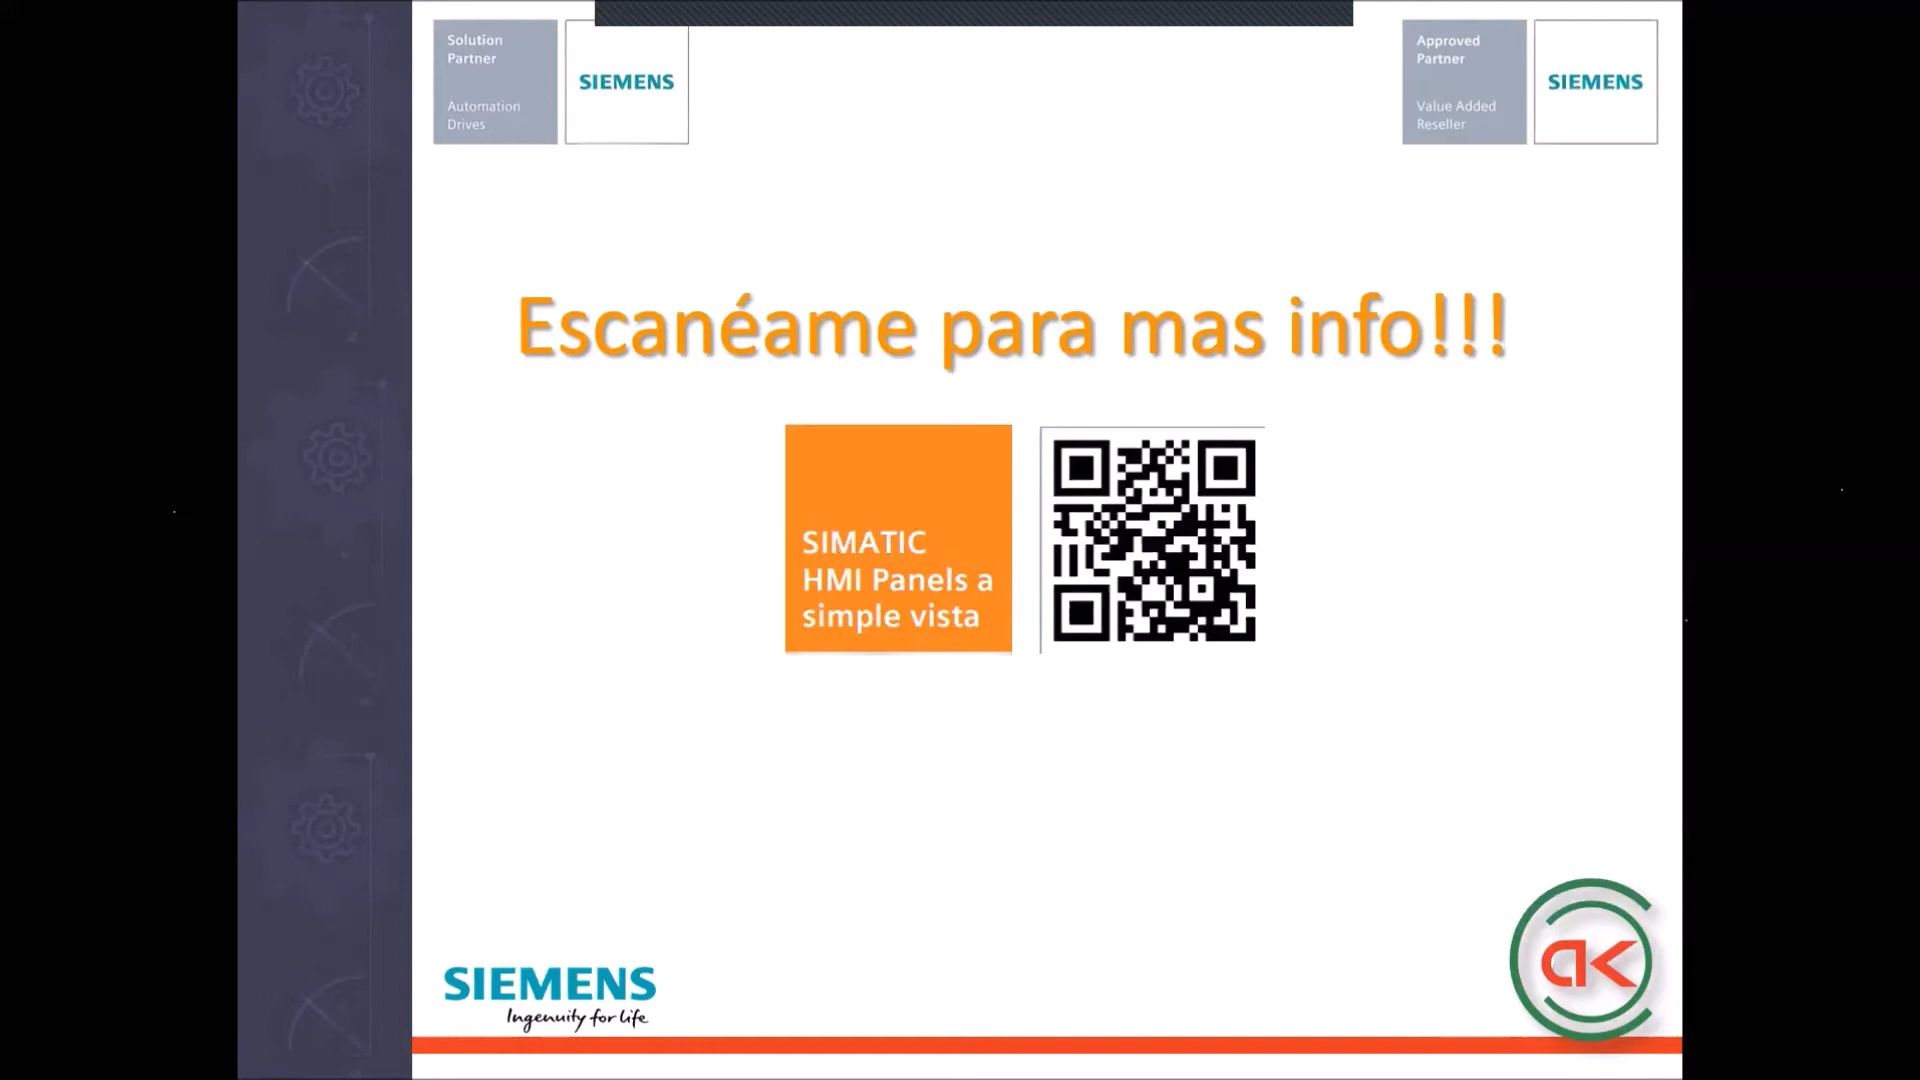 Solution
Partner
Automation
Drives
SIEMENS
Approved
Partner
Value Added
Reseller
SIEMENS
Escanéame para mas info!!!
SIMATIC
HMI Panels a
simple vista
SIEMENS
Ingenuity for life